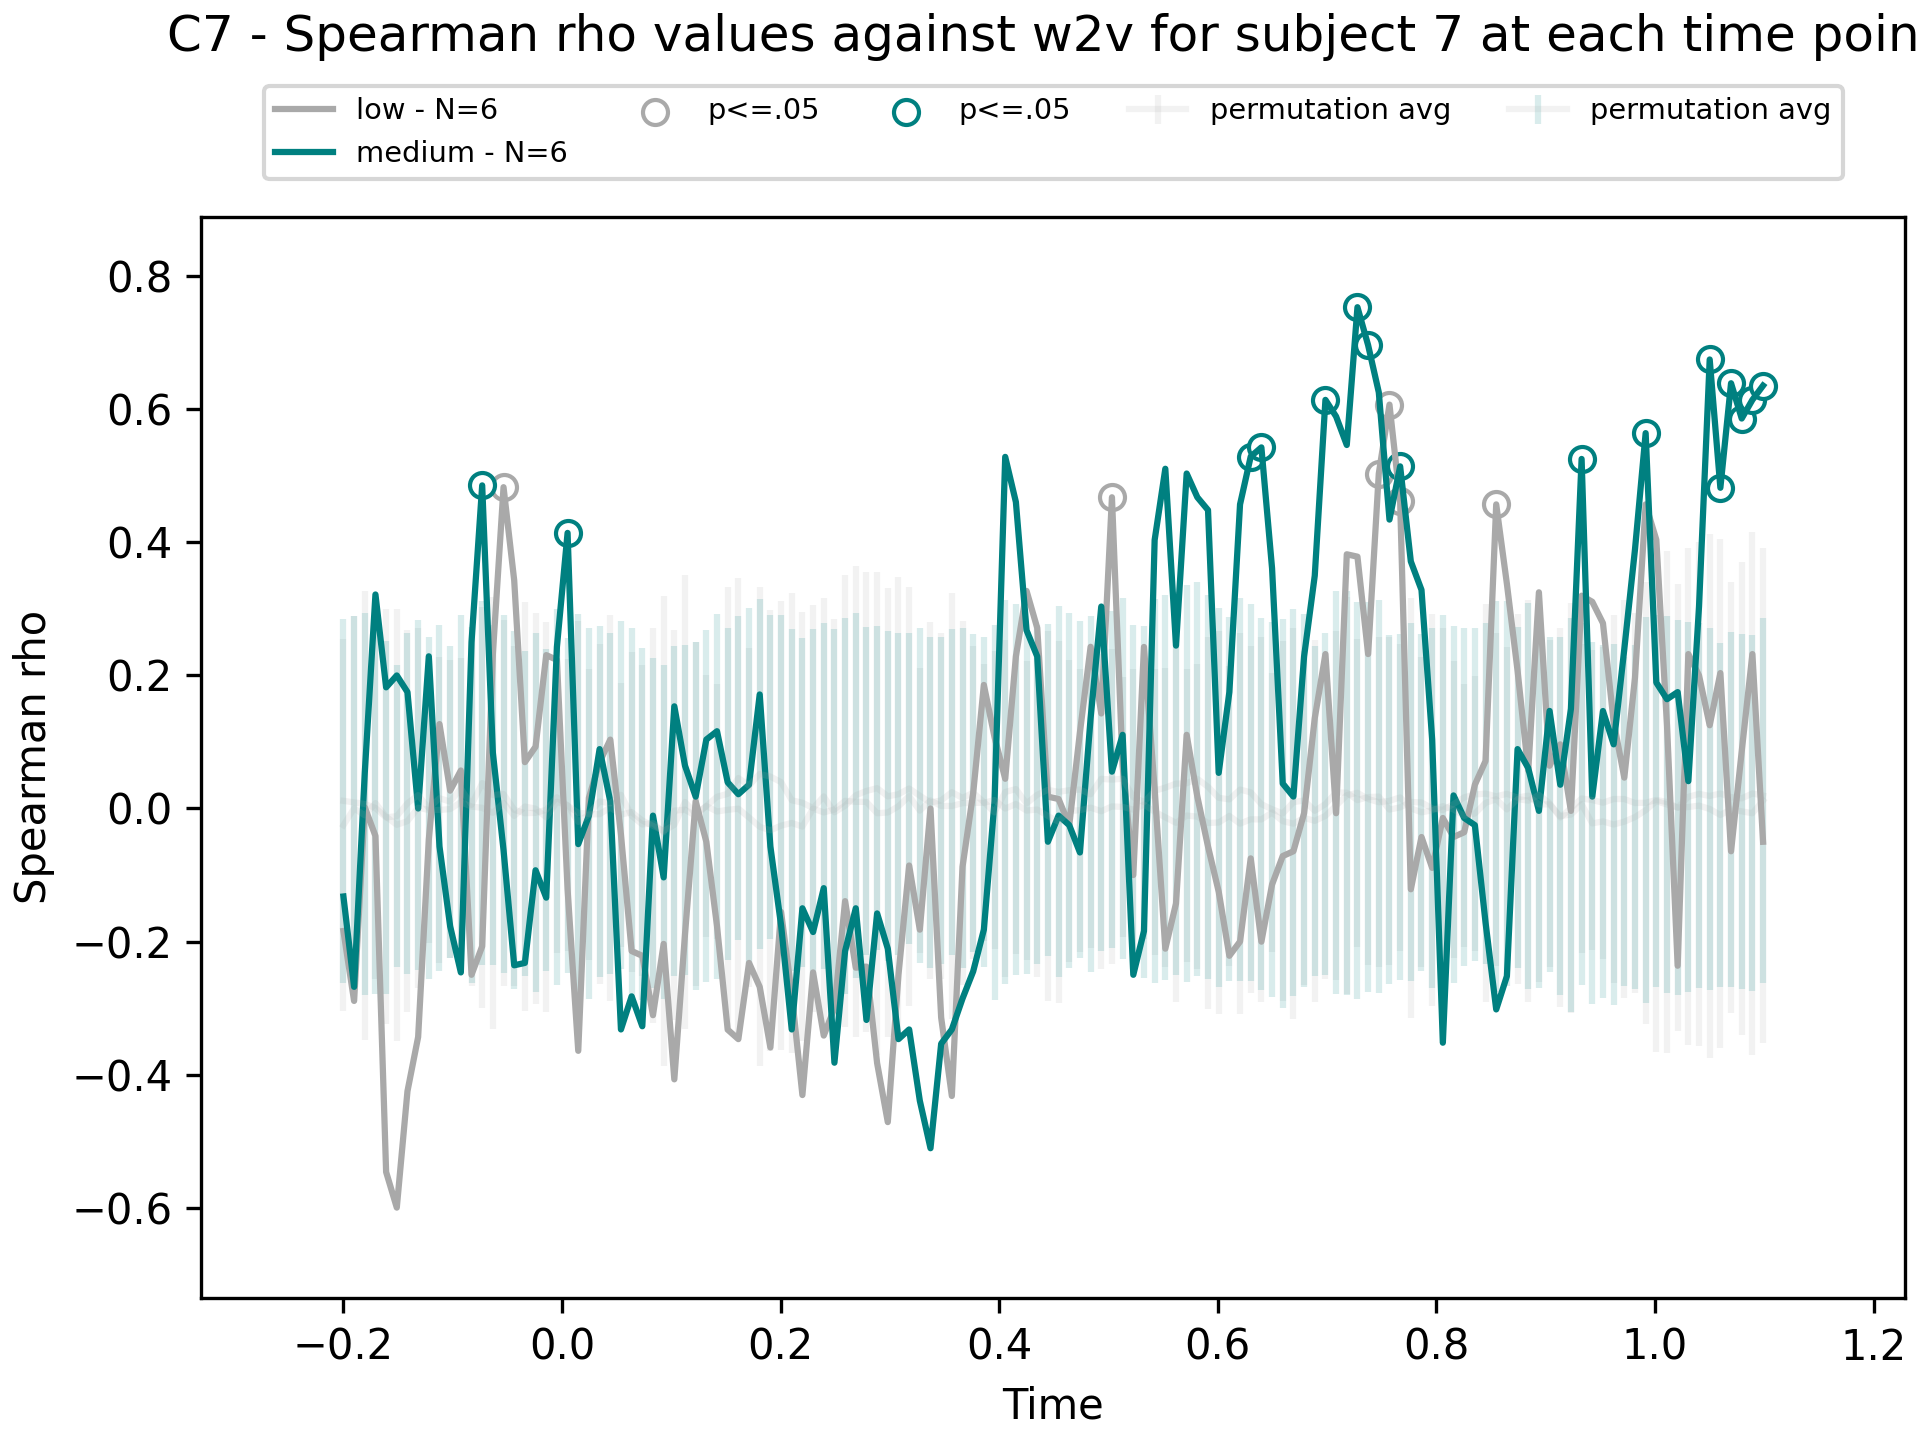 C7 - Spearman rho values against w2v for subject 7 at each time poin
low - N=6
medium - N=6
p<=.05
p<=.05
permutation avg
permutation avg
Spearman rho
0.8
0.6
0.4
0.2
0.0
−0.2
−0.4
−0.6
−0.2
0.0
0.2
0.4
0.6
0.8
1.0
1.2
Time